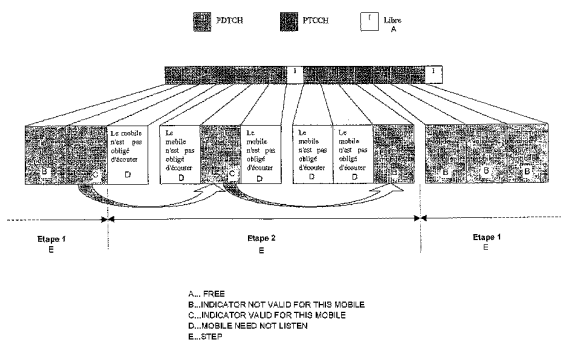 PDTCH
PTCCH
I
Libre
A
I
I
Le mobile
n'est pas
obligé
d'écouter
D
Le
mobile
n'est pas
obligé
d'écouter
D
Le
mobile
n'est pas
obligé
d'écouter
D
Le
mobile
n'est pas
obligé
d'écouter
D
Le
mobile
n'est pas
obligé
d'écouter
D
B
C
C
B
B
B
Etape 1
E
Etape 2
E
Etape 1
E
A... FREE
B...INDICATOR NOT VALID FOR THIS MOBILE
C...INDICATOR VALID FOR THIS MOBILE
D...MOBILE NEED NOT LISTEN
E...STEP